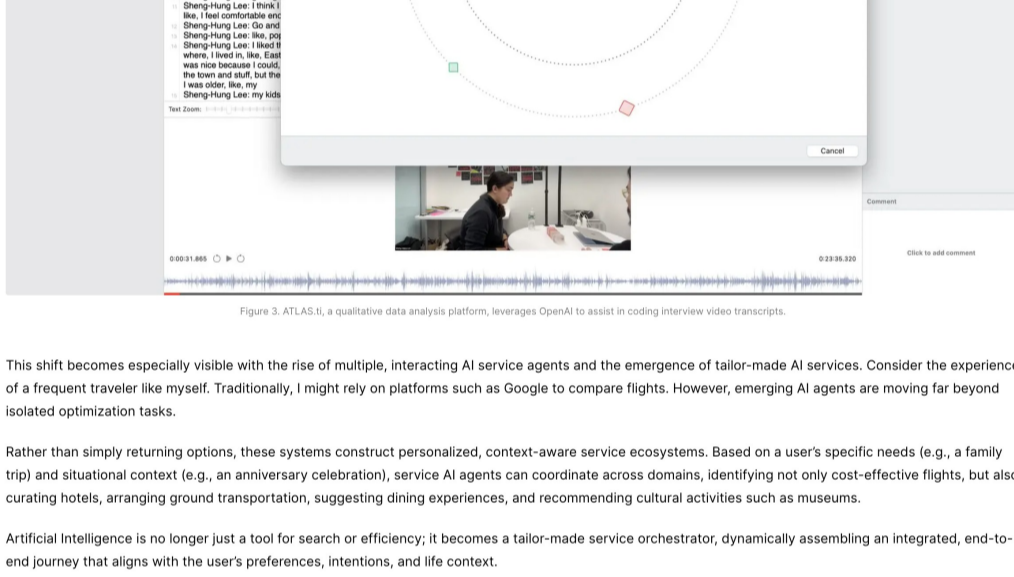 Sheng-Hung Lee: I think I
like, I feel comfortable enc
Sheng-Hung Lee: Go and
Sheng-Hung Lee: like, pop
Sheng-Hung Lee: I liked th
where, I lived in, like, East
was nice because I could,
the town and stuff, but the
I was older, like, my
Sheng-Hung Lee: my kids
Text Zoom:
Cancel
Comment
Click to add comment
0:00:31.865
0:23:35.320
Figure 3. ATLAS.ti, a qualitative data analysis platform, leverages OpenAI to assist in coding interview video transcripts.
This shift becomes especially visible with the rise of multiple, interacting AI service agents and the emergence of tailor-made AI services. Consider the experience
of a frequent traveler like myself. Traditionally, I might rely on platforms such as Google to compare flights. However, emerging AI agents are moving far beyond
isolated optimization tasks.
Rather than simply returning options, these systems construct personalized, context-aware service ecosystems. Based on a user’s specific needs (e.g., a family
trip) and situational context (e.g., an anniversary celebration), service AI agents can coordinate across domains, identifying not only cost-effective flights, but also
curating hotels, arranging ground transportation, suggesting dining experiences, and recommending cultural activities such as museums.
Artificial Intelligence is no longer just a tool for search or efficiency; it becomes a tailor-made service orchestrator, dynamically assembling an integrated, end-to-
end journey that aligns with the user’s preferences, intentions, and life context.